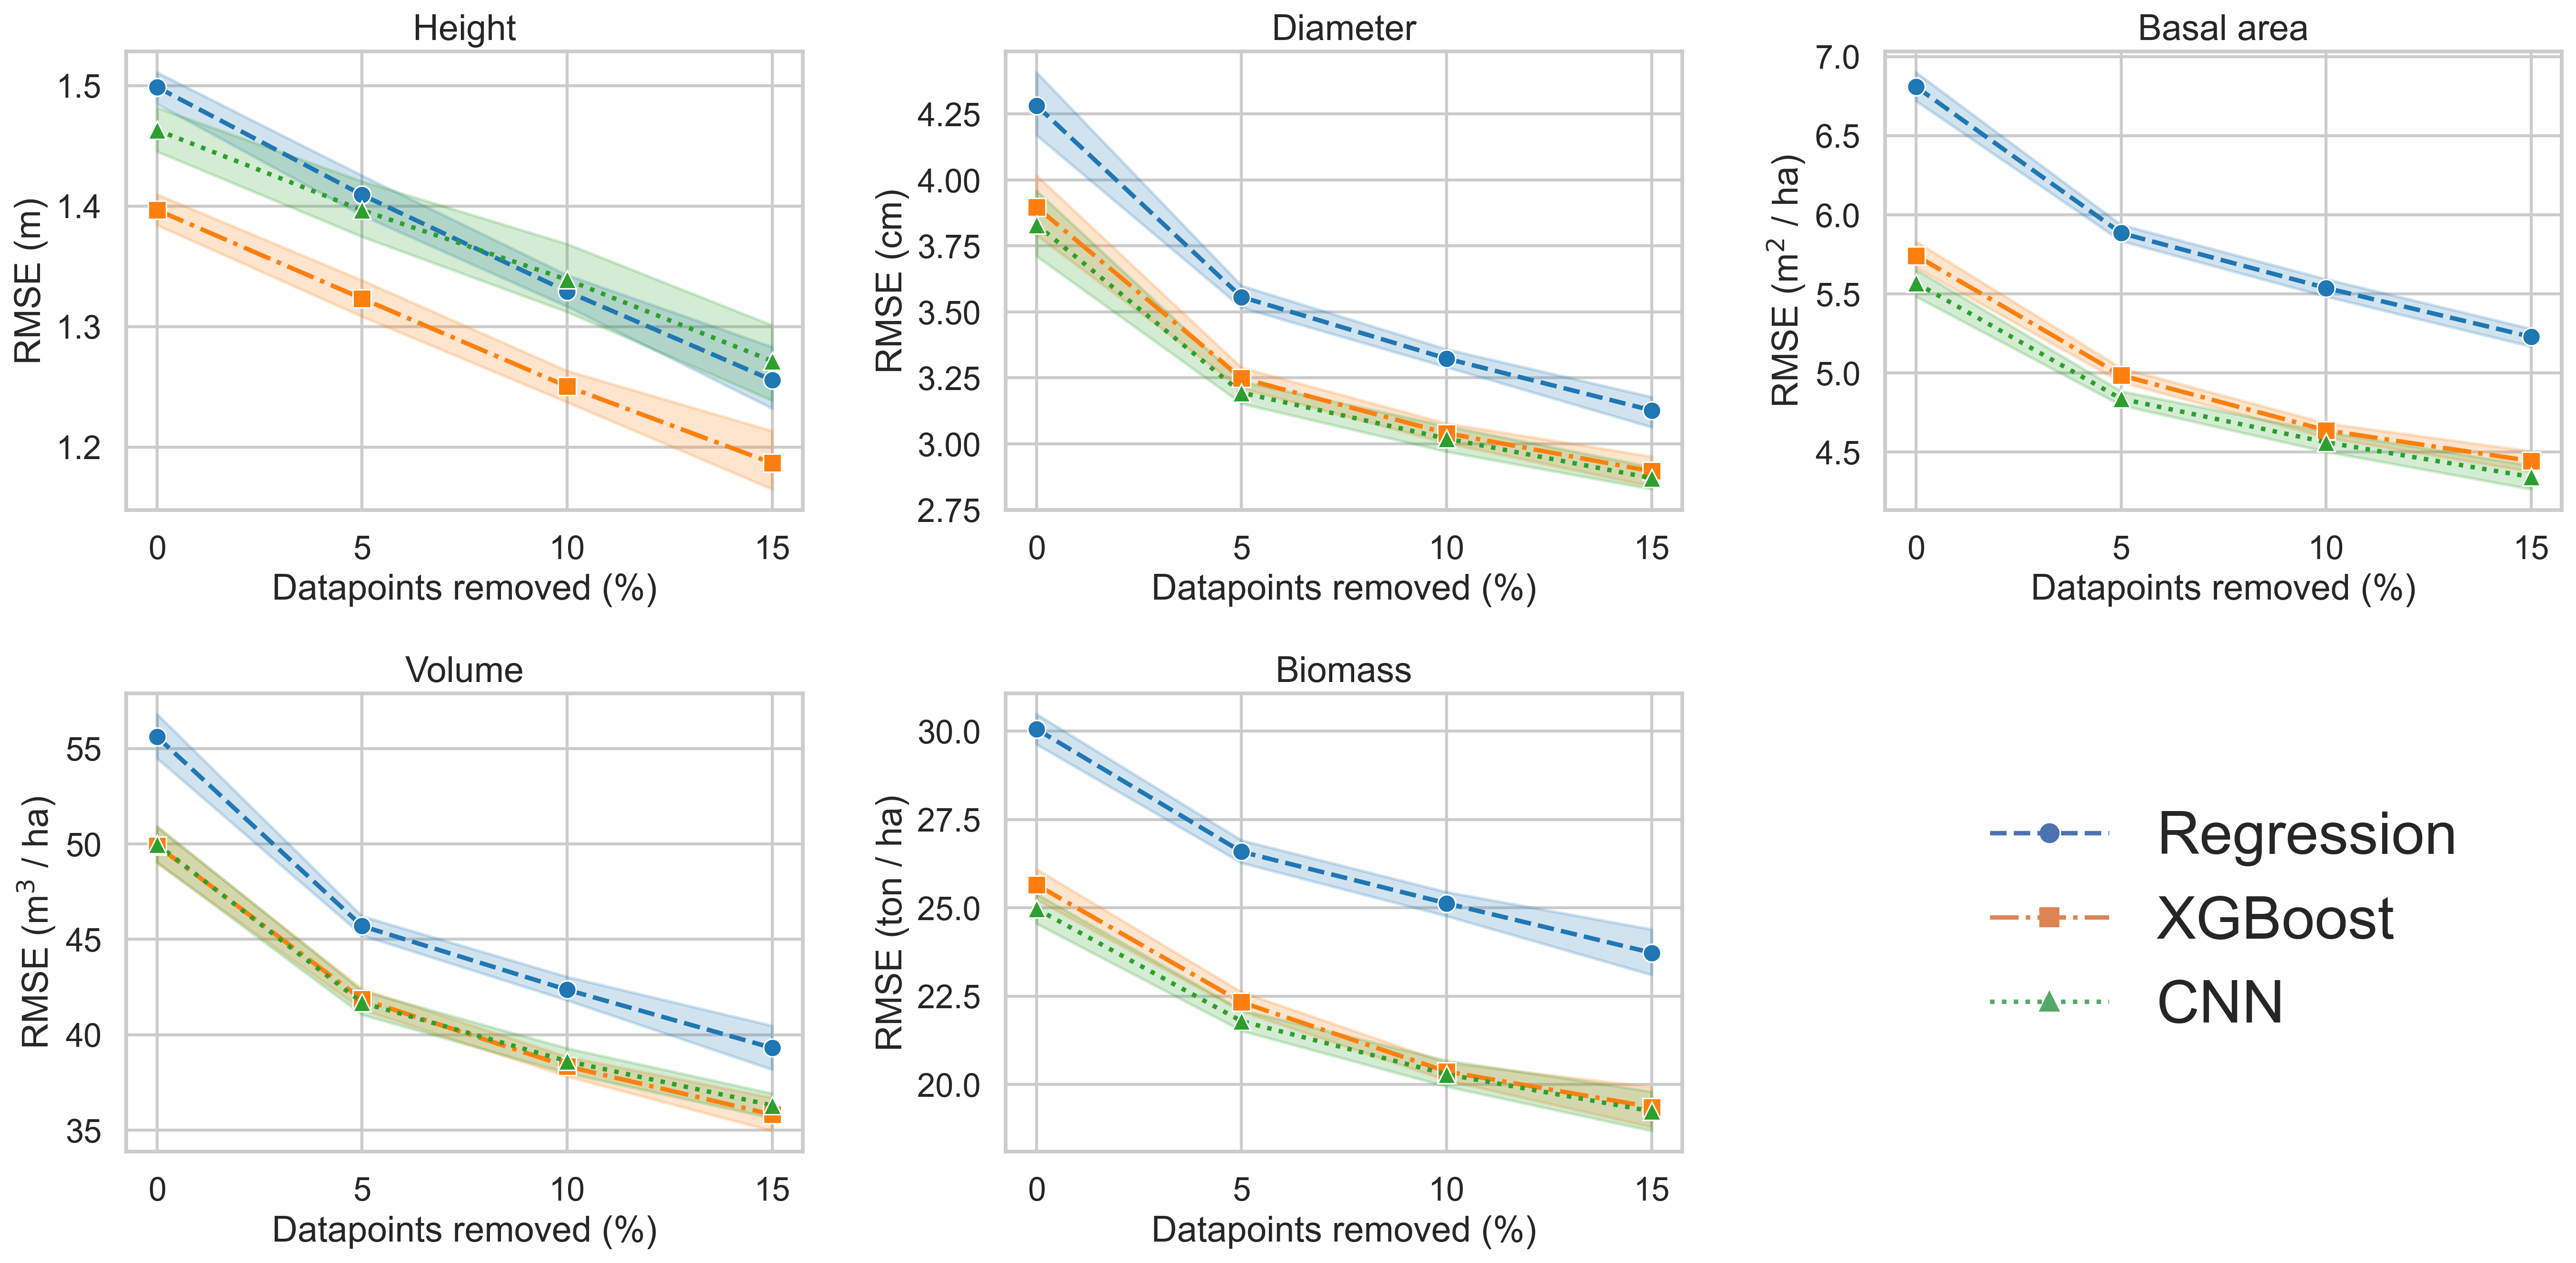 Height
1.5
1.4
1.3
1.2
RMSE (m)
0 5 10 15
Datapoints removed (%)
Diameter
4.25
4.00
3.75
3.50
3.25
3.00
2.75
RMSE (cm)
0 5 10 15
Datapoints removed (%)
Basal area
7.0
6.5
6.0
5.5
5.0
4.5
RMSE (m² / ha)
0 5 10 15
Datapoints removed (%)
Volume
55
50
45
40
35
RMSE (m³ / ha)
0 5 10 15
Datapoints removed (%)
Biomass
30.0
27.5
25.0
22.5
20.0
RMSE (ton / ha)
0 5 10 15
Datapoints removed (%)
Regression
XGBoost
CNN